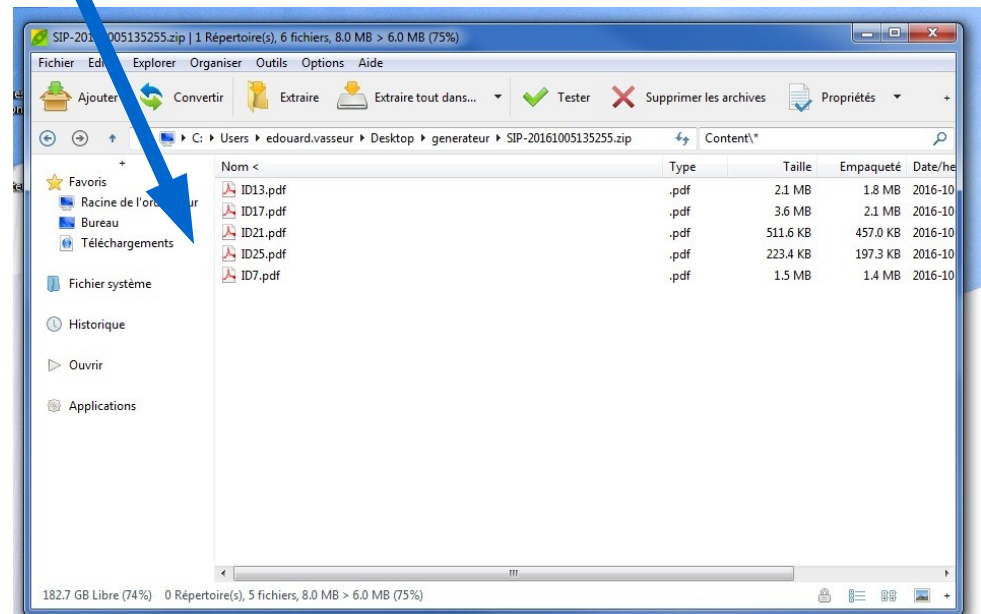 SIP-20161005135255.zip | 1 Répertoire(s), 6 fichiers, 8.0 MB > 6.0 MB (75%)
Fichier Explorer Organiser Outils Options Aide
Ajouter Convertir Extraire Extraire tout dans... Tester Supprimer les archives Propriétés +
C: Users edouard.vasseur Desktop generateur SIP-20161005135255.zip Content\*
+ Nom < Type Taille Empaqueté Date/he
Favoris ID13.pdf .pdf 2.1 MB 1.8 MB 2016-10
Racine de ID17.pdf .pdf 3.6 MB 2.1 MB 2016-10
Bureau ID21.pdf .pdf 511.6 KB 457.0 KB 2016-10
Téléchargements ID25.pdf .pdf 223.4 KB 197.3 KB 2016-10
ID7.pdf .pdf 1.5 MB 1.4 MB 2016-10
Fichier système
Historique
Ouvrir
Applications
182.7 GB Libre (74%) 0 Répertoire(s), 5 fichiers, 8.0 MB > 6.0 MB (75%) +